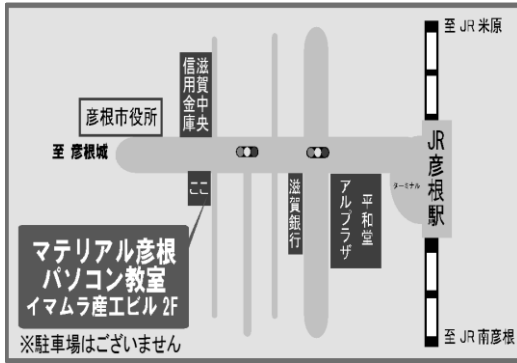 至 JR 米原
滋賀中央
信用金庫
彦根市役所
至 彦根城
JR彦根駅
ターミナル
ここ
滋賀銀行
平和堂
アルプラザ
マテリアル彦根
パソコン教室
イマムラ産工ビル 2F
※駐車場はございません
至 JR 南彦根